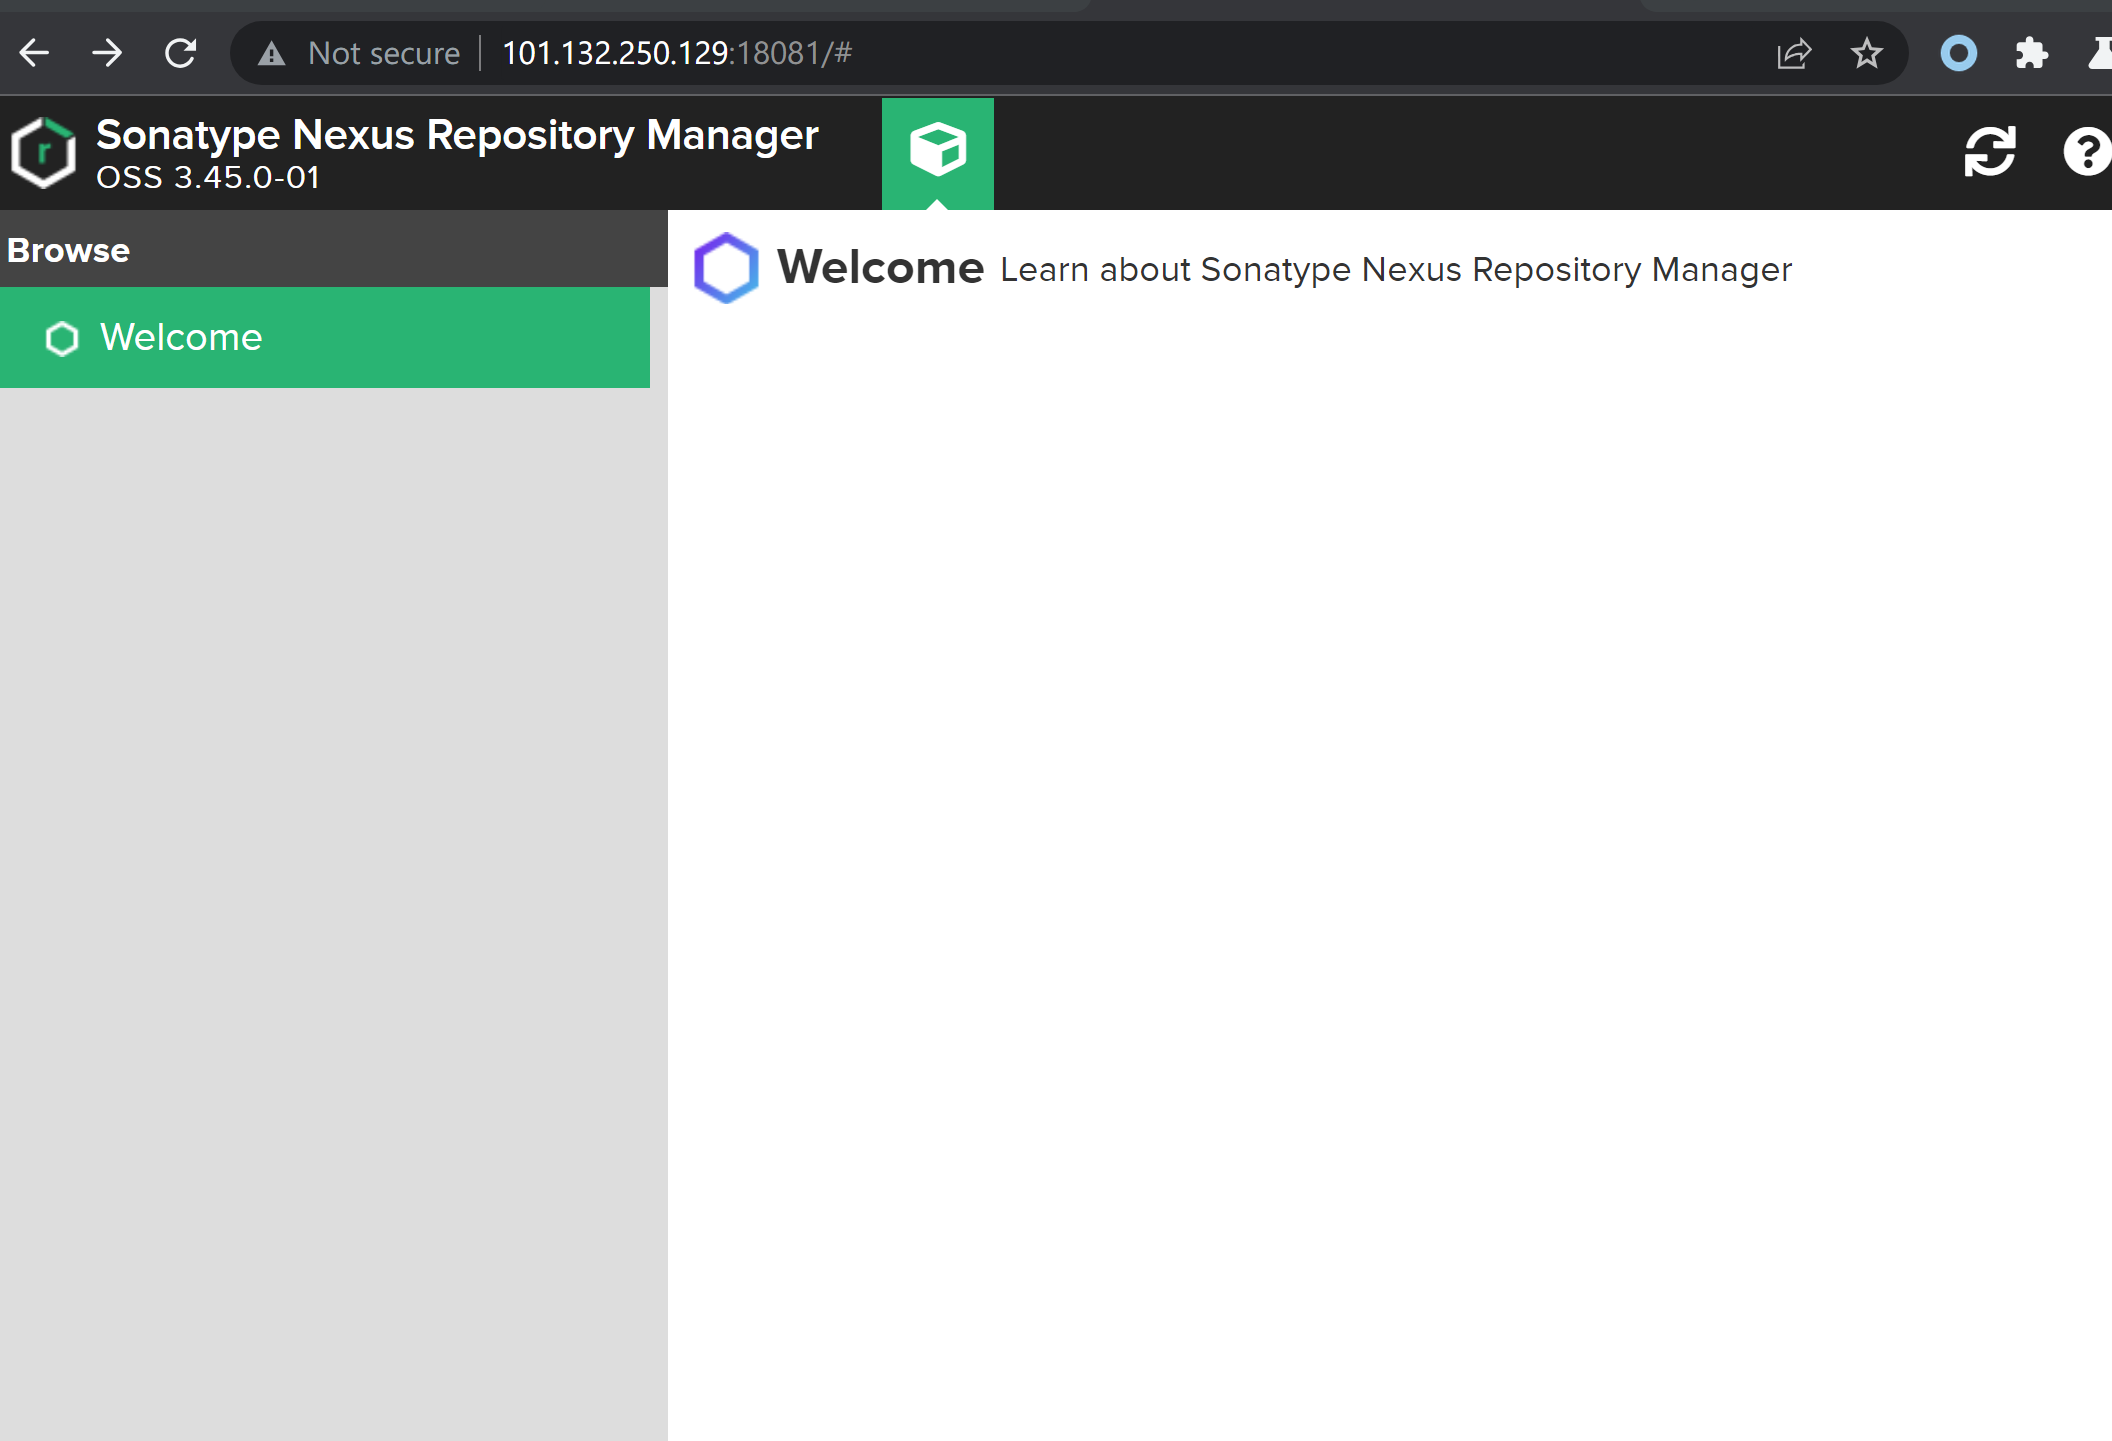 Not secure 101.132.250.129:18081/#
Sonatype Nexus Repository Manager
OSS 3.45.0-01
Browse
Welcome Learn about Sonatype Nexus Repository Manager
Welcome